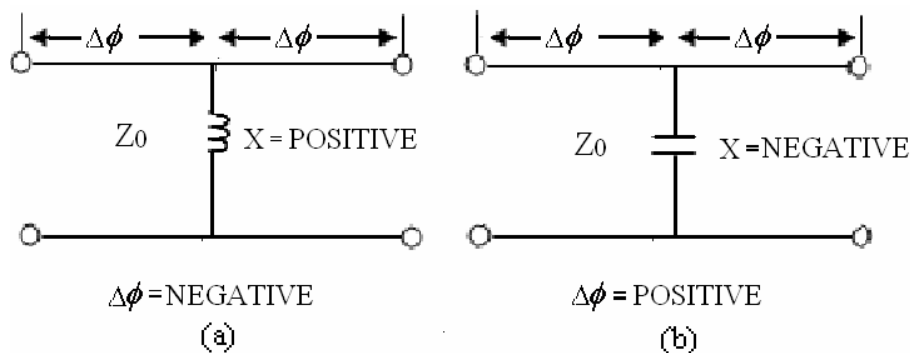 Δϕ Δϕ Δϕ Δϕ
Z0 X = POSITIVE Z0 X = NEGATIVE
Δϕ = NEGATIVE Δϕ = POSITIVE
(a) (b)